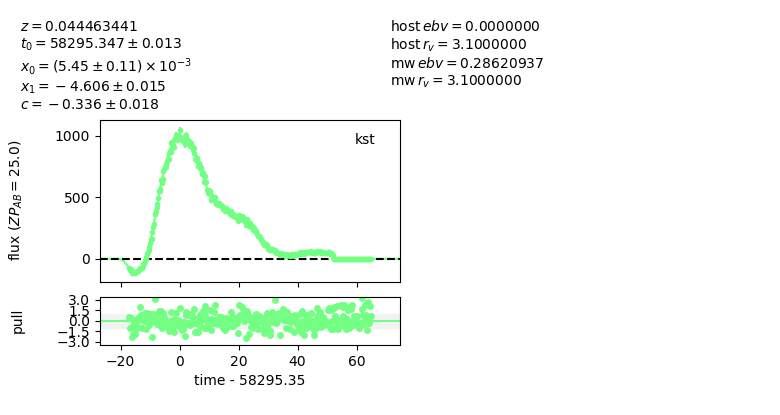 z = 0.044463441
t₀ = 58295.347 ± 0.013
x₀ = (5.45 ± 0.11) × 10⁻³
x₁ = −4.606 ± 0.015
c = −0.336 ± 0.018
host ebv = 0.0000000
host r_v = 3.1000000
mw ebv = 0.28620937
mw r_v = 3.1000000
kst
flux (ZP_AB = 25.0)
1000
500
0
pull
3.0
1.5
0.0
−1.5
−3.0
−20 0 20 40 60
time - 58295.35